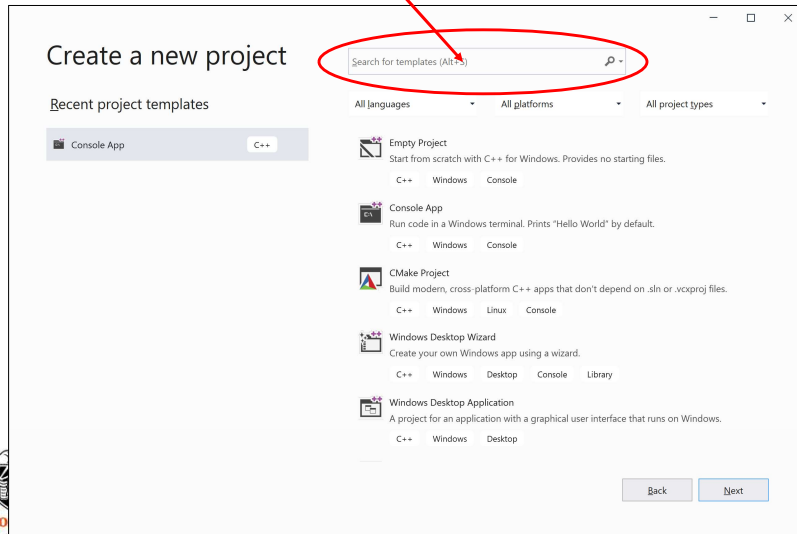 Create a new project
Search for templates (Alt+S)
Recent project templates
All languages All platforms All project types
Console App C++
Empty Project
Start from scratch with C++ for Windows. Provides no starting files.
C++ Windows Console
Console App
Run code in a Windows terminal. Prints "Hello World" by default.
C++ Windows Console
CMake Project
Build modern, cross-platform C++ apps that don't depend on .sln or .vcxproj files.
C++ Windows Linux Console
Windows Desktop Wizard
Create your own Windows app using a wizard.
C++ Windows Desktop Console Library
Windows Desktop Application
A project for an application with a graphical user interface that runs on Windows.
C++ Windows Desktop
Back Next